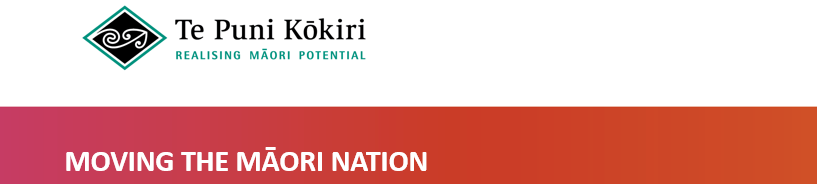 Te Puni Kōkiri
REALISING MĀORI POTENTIAL
MOVING THE MĀORI NATION